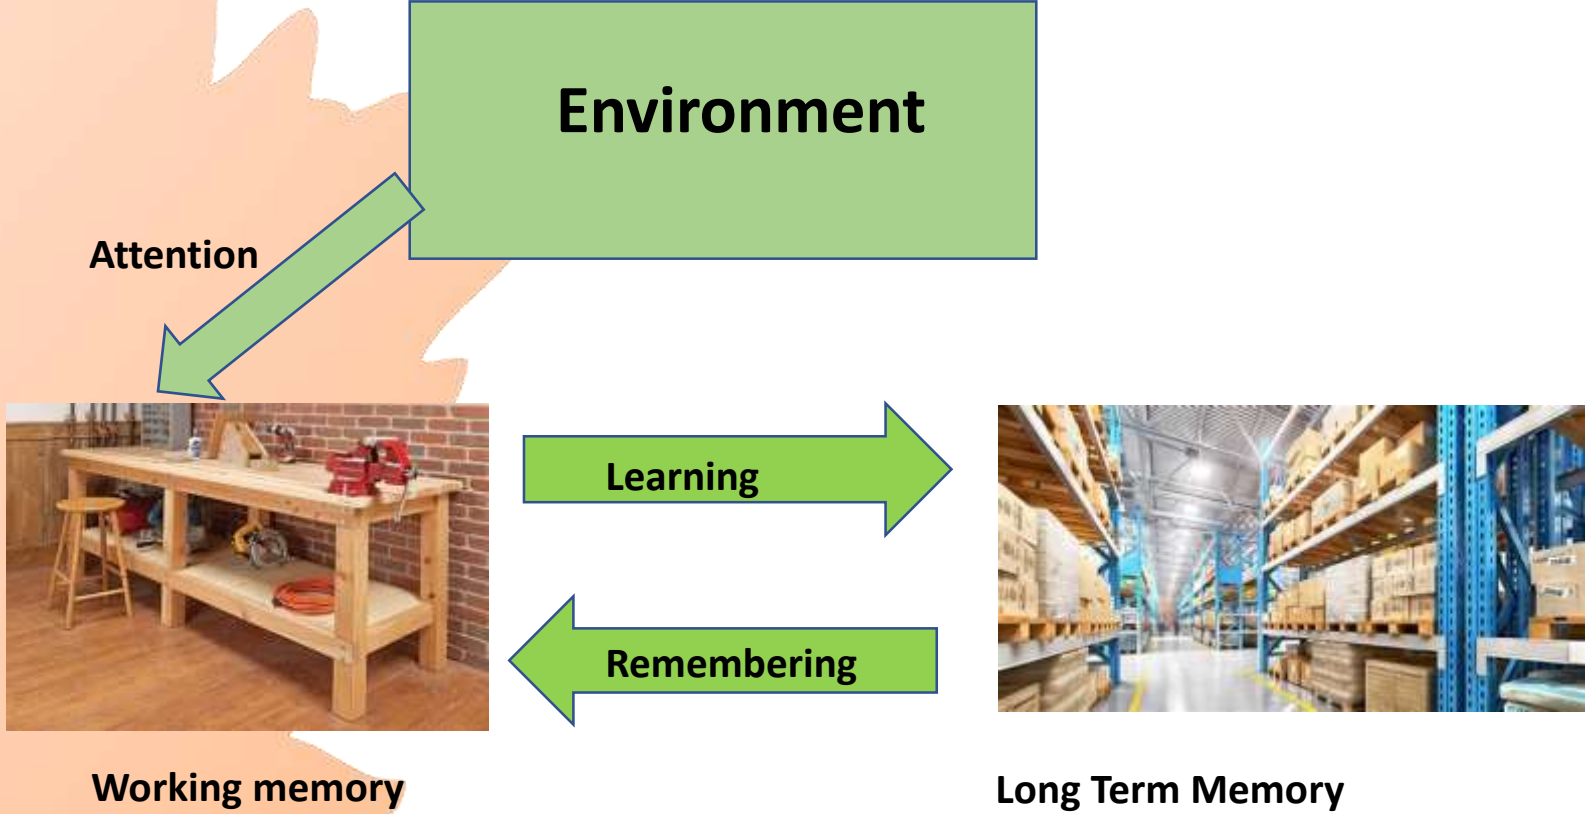 Environment
Attention
Learning
Remembering
Working memory
Long Term Memory